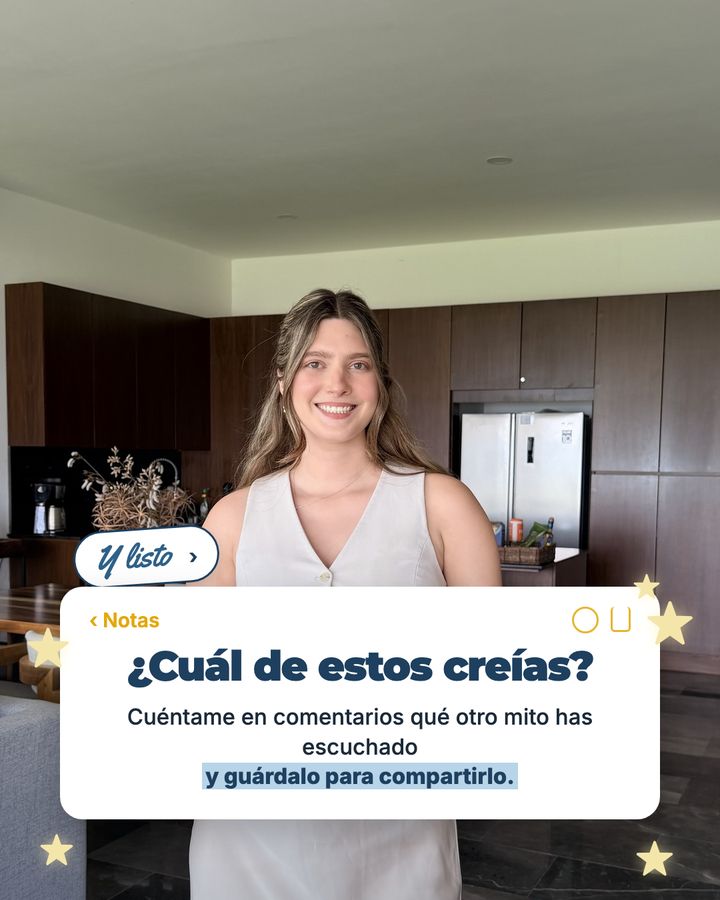 Y listo ›
‹ Notas
¿Cuál de estos creías?
Cuéntame en comentarios qué otro mito has
escuchado
y guárdalo para compartirlo.